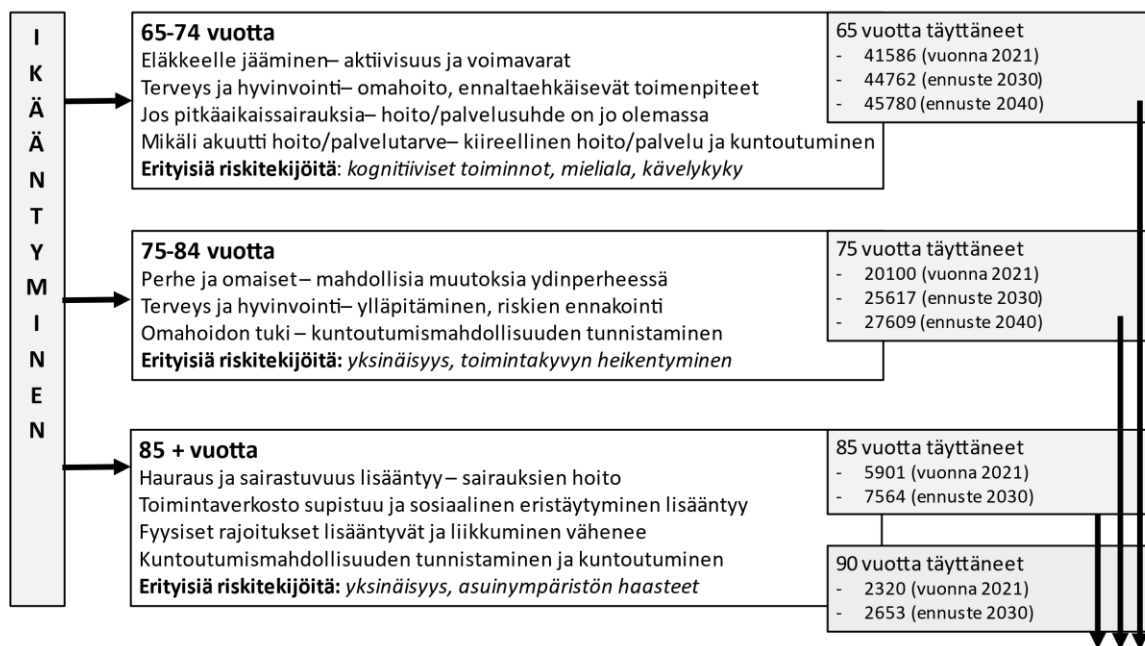 IKÄÄNTYMINEN
65-74 vuotta
Eläkkeelle jääminen– aktiivisuus ja voimavarat
Terveys ja hyvinvointi– omahoito, ennaltaehkäisevät toimenpiteet
Jos pitkäaikaissairauksia– hoito/palvelusuhde on jo olemassa
Mikäli akuutti hoito/palvelutarve– kiireellinen hoito/palvelu ja kuntoutuminen
Erityisiä riskitekijöitä: kognitiiviset toiminnot, mieliala, kävelykyky
65 vuotta täyttäneet
- 41586 (vuonna 2021)
- 44762 (ennuste 2030)
- 45780 (ennuste 2040)
75-84 vuotta
Perhe ja omaiset – mahdollisia muutoksia ydinperheessä
Terveys ja hyvinvointi– ylläpitäminen, riskien ennakointi
Omahoidon tuki – kuntoutumismahdollisuuden tunnistaminen
Erityisiä riskitekijöitä: yksinäisyys, toimintakyvyn heikentyminen
75 vuotta täyttäneet
- 20100 (vuonna 2021)
- 25617 (ennuste 2030)
- 27609 (ennuste 2040)
85 + vuotta
Hauraus ja sairastuvuus lisääntyy – sairauksien hoito
Toimintaverkosto supistuu ja sosiaalinen eristäytyminen lisääntyy
Fyysiset rajoitukset lisääntyvät ja liikkuminen vähenee
Kuntoutumismahdollisuuden tunnistaminen ja kuntoutuminen
Erityisiä riskitekijöitä: yksinäisyys, asuinympäristön haasteet
85 vuotta täyttäneet
- 5901 (vuonna 2021)
- 7564 (ennuste 2030)
90 vuotta täyttäneet
- 2320 (vuonna 2021)
- 2653 (ennuste 2030)